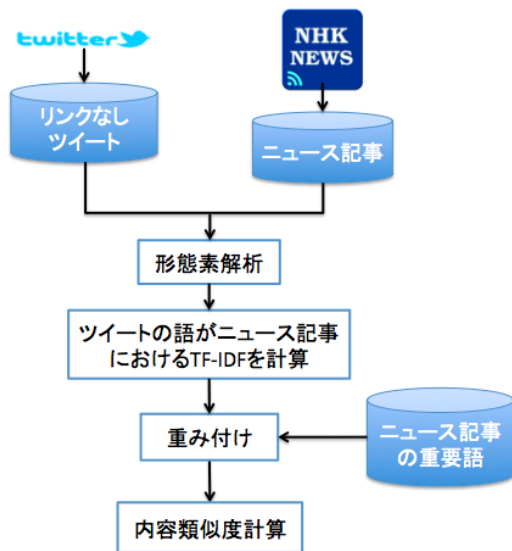 twitter
NHK
NEWS
リンクなし
ツイート
ニュース記事
形態素解析
ツイートの語がニュース記事
におけるTF-IDFを計算
重み付け
ニュース記事
の重要語
内容類似度計算